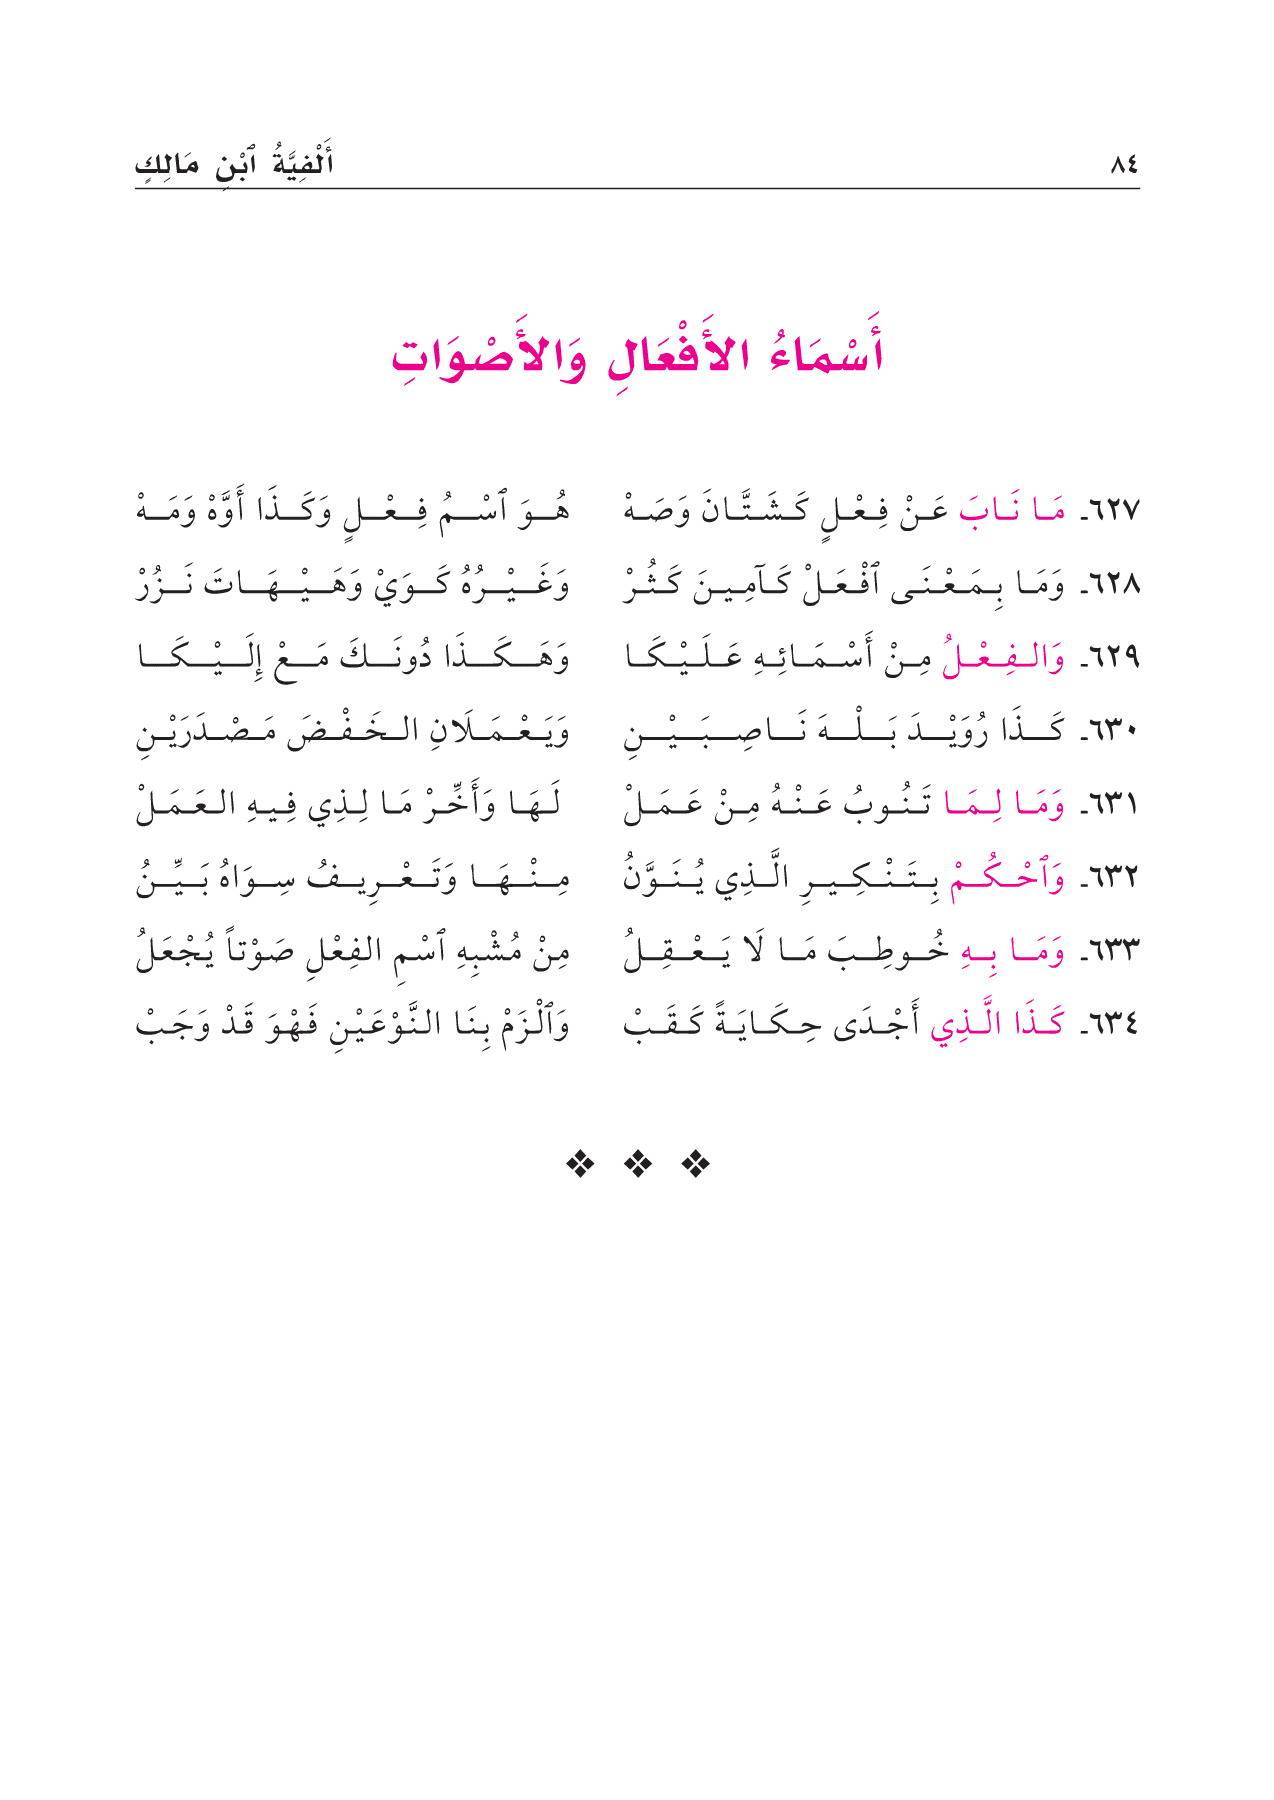 ٨٤ أَلْفِيَّةُ ٱبْنِ مَالِكٍ
أَسْمَاءُ الأَفْعَالِ وَالأَصْوَاتِ
٦٢٧ـ مَا نَابَ عَنْ فِعْلٍ كَشَتَّانَ وَصَهْ هُوَ ٱسْمُ فِعْلٍ وَكَذَا أَوَّهْ وَمَهْ
٦٢٨ـ وَمَا بِمَعْنَى ٱفْعَلْ كَآمِينَ كَثُرْ وَغَيْرُهُ كَوَيْ وَهَيْهَاتَ نَزُرْ
٦٢٩ـ وَالفِعْلُ مِنْ أَسْمَائِهِ عَلَيْكَا وَهَكَذَا دُونَكَ مَعْ إِلَيْكَا
٦٣٠ـ كَذَا رُوَيْدَ بَلْهَ نَاصِبَيْنِ وَيَعْمَلَانِ الخَفْضَ مَصْدَرَيْنِ
٦٣١ـ وَمَا لِمَا تَنُوبُ عَنْهُ مِنْ عَمَلْ لَهَا وَأَخِّرْ مَا لِذِي فِيهِ العَمَلْ
٦٣٢ـ وَٱحْكُمْ بِتَنْكِيرِ الَّذِي يُنَوَّنُ مِنْهَا وَتَعْرِيفُ سِوَاهُ بَيِّنُ
٦٣٣ـ وَمَا بِهِ خُوطِبَ مَا لَا يَعْقِلُ مِنْ مُشْبِهِ ٱسْمِ الفِعْلِ صَوْتاً يُجْعَلُ
٦٣٤ـ كَذَا الَّذِي أَجْدَى حِكَايَةً كَقَبْ وَٱلْزَمْ بِنَا النَّوْعَيْنِ فَهْوَ قَدْ وَجَبْ